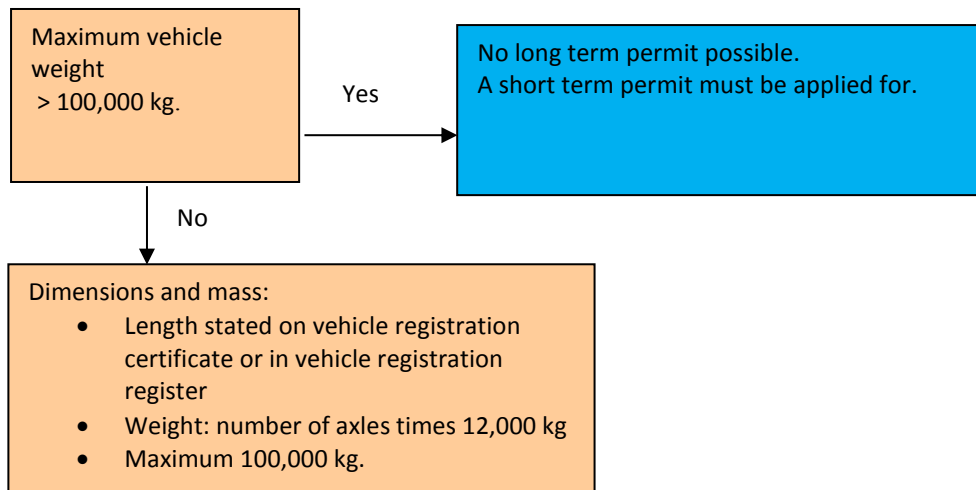 Maximum vehicle
weight
> 100,000 kg.
Yes
No long term permit possible.
A short term permit must be applied for.
No
Dimensions and mass:
• Length stated on vehicle registration
certificate or in vehicle registration
register
• Weight: number of axles times 12,000 kg
• Maximum 100,000 kg.